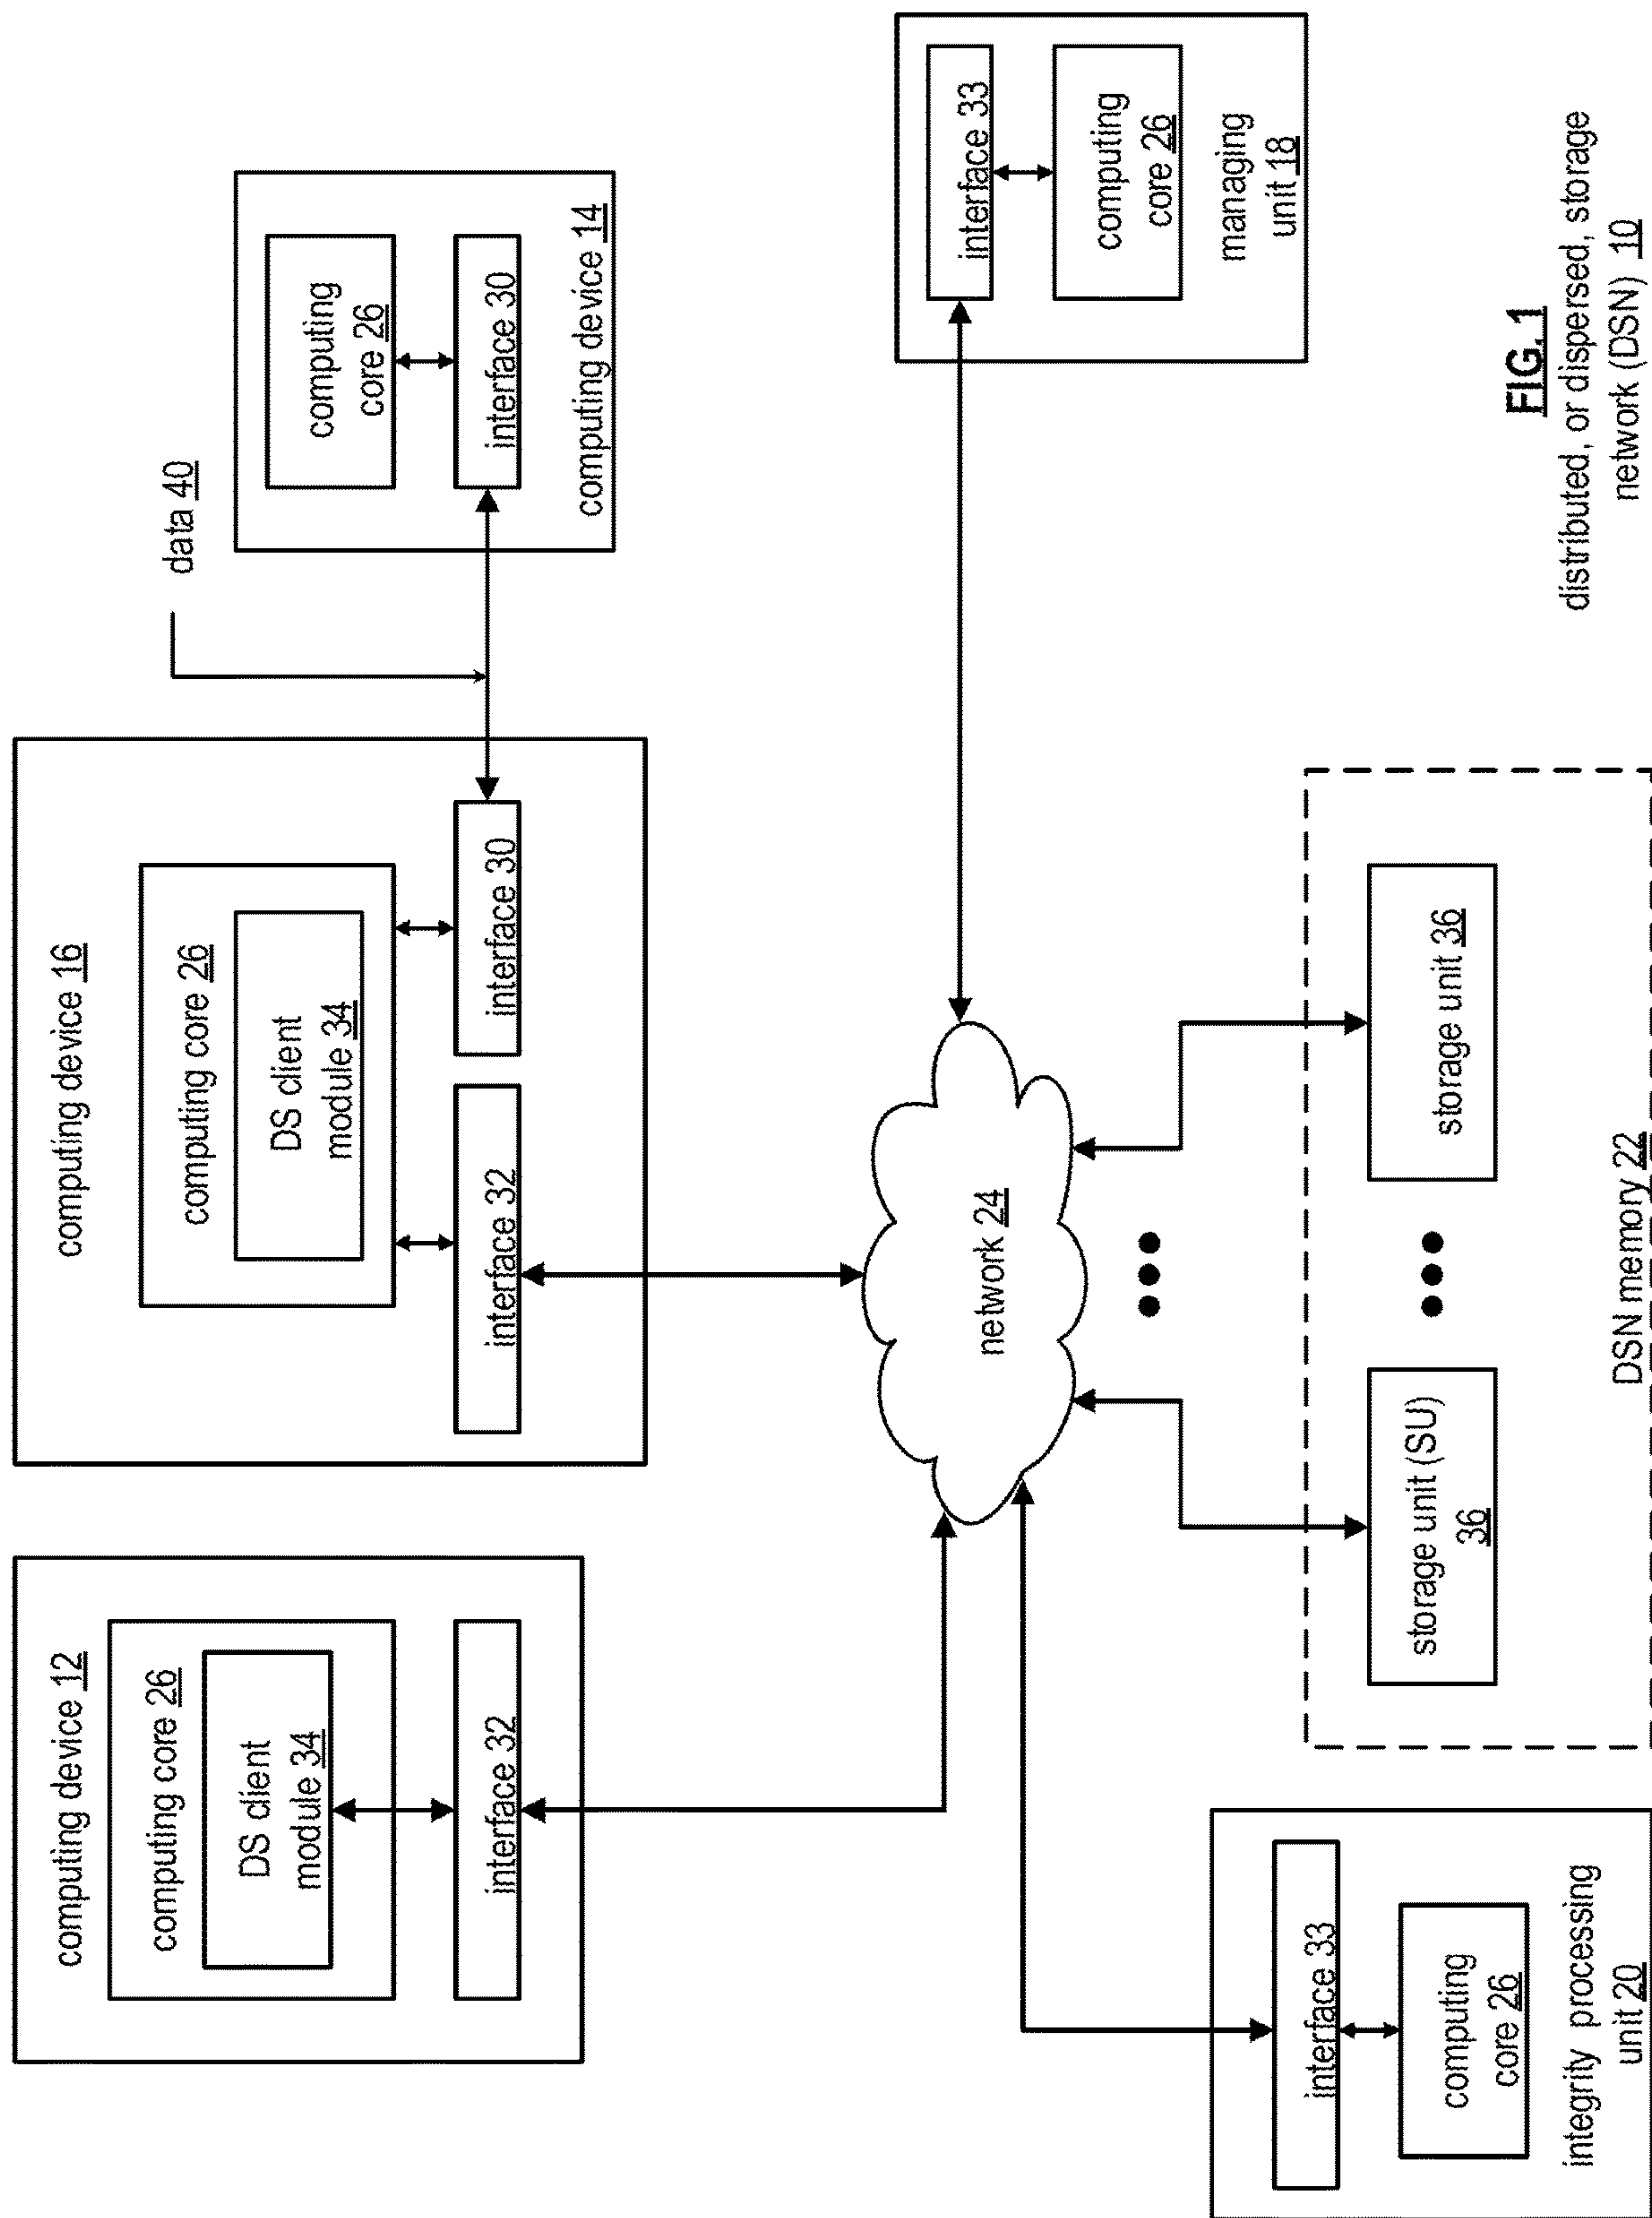 computing device 12
computing core 26
DS client
module 34
interface 32
computing device 16
computing core 26
DS client
module 34
interface 32
interface 30
data 40
computing
core 26
interface 30
computing device 14
network 24
interface 33
computing
core 26
managing
unit 18
interface 33
computing
core 26
integrity processing
unit 20
storage unit (SU)
36
storage unit 36
DSN memory 22
FIG. 1
distributed, or dispersed, storage
network (DSN) 10